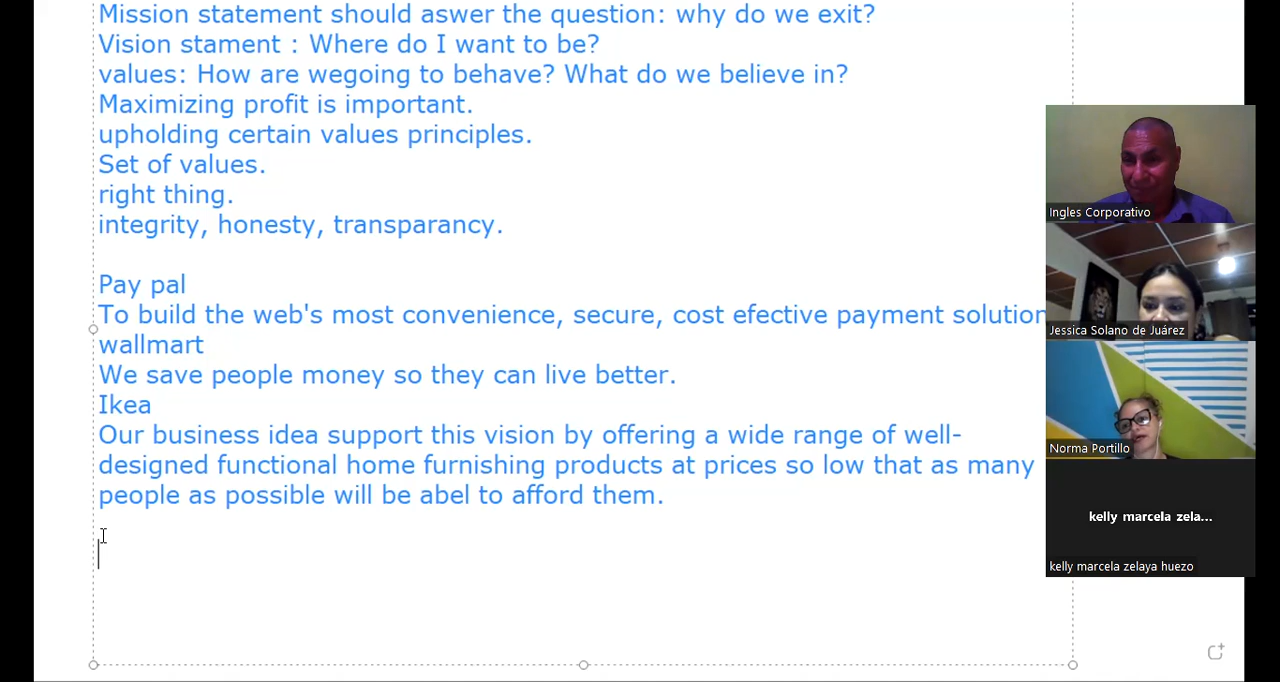 Mission statement should aswer the question: why do we exit?
Vision stament : Where do I want to be?
values: How are wegoing to behave? What do we believe in?
Maximizing profit is important.
upholding certain values principles.
Set of values.
right thing.
integrity, honesty, transparancy.
Pay pal
To build the web's most convenience, secure, cost efective payment solution
wallmart
We save people money so they can live better.
Ikea
Our business idea support this vision by offering a wide range of well-
designed functional home furnishing products at prices so low that as many
people as possible will be abel to afford them.
Ingles Corporativo
Jessica Solano de Juárez
Norma Portillo
kelly marcela zela...
kelly marcela zelaya huezo